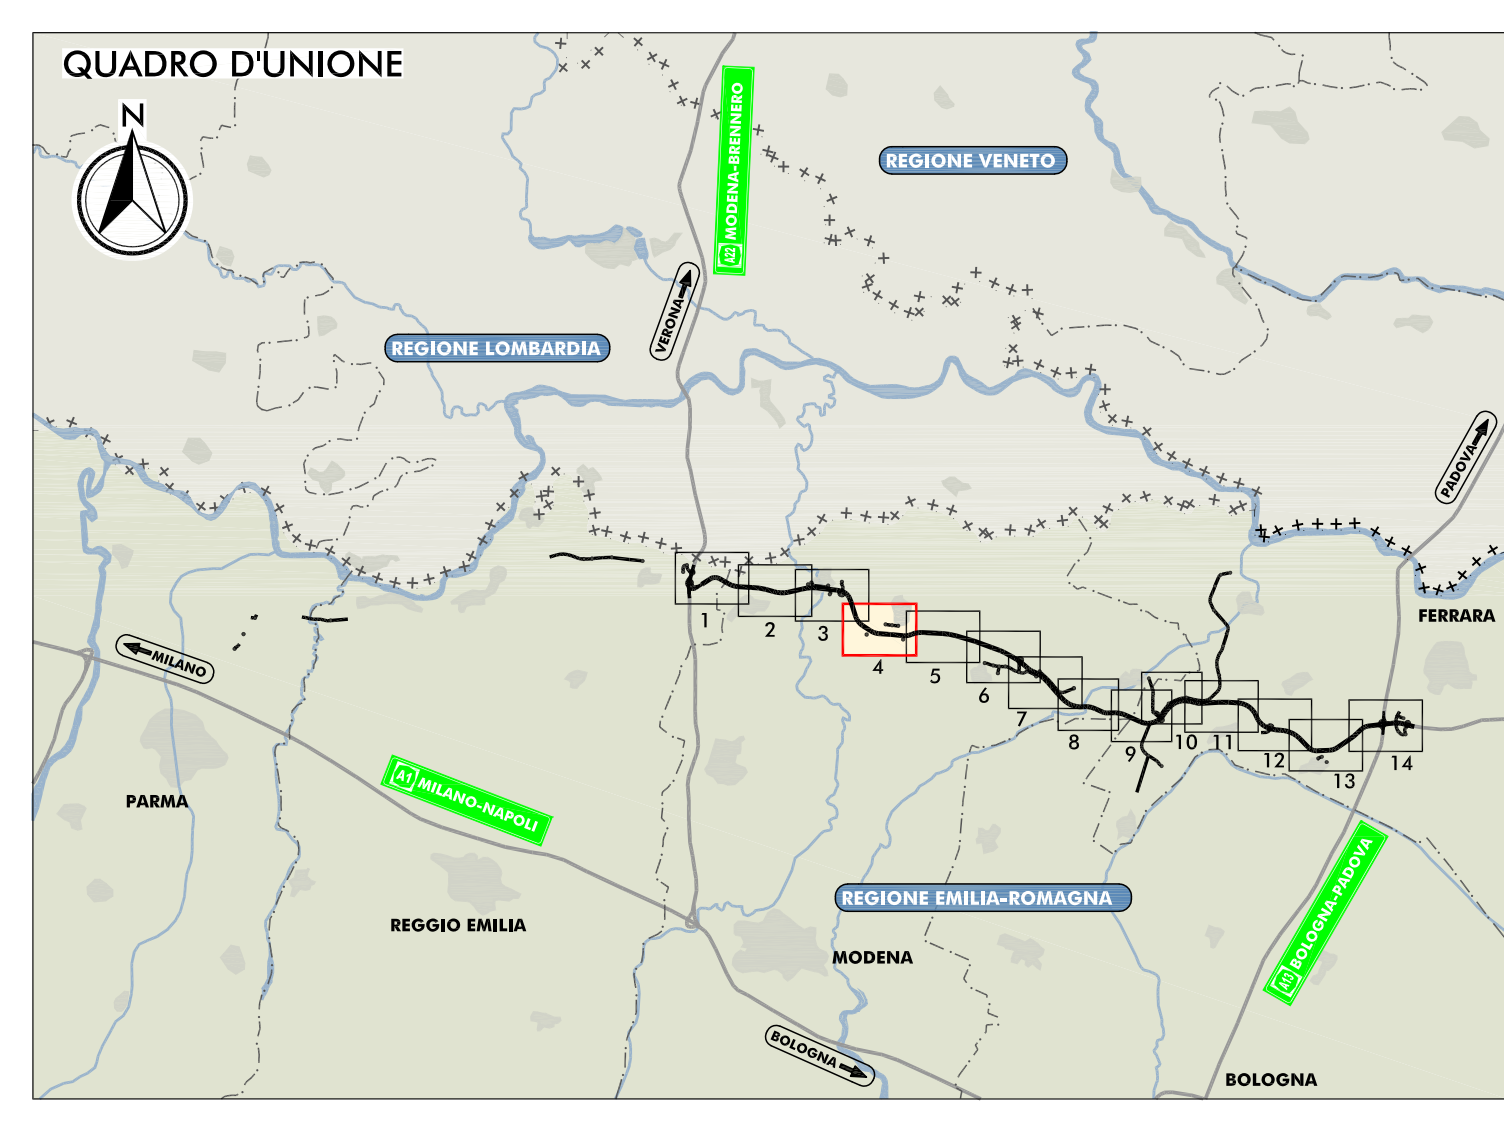 QUADRO D'UNIONE
N
A22 MODENA-BRENNERO
REGIONE VENETO
VERONA
REGIONE LOMBARDIA
PADOVA
FERRARA
1
2
3
4
5
6
7
8
9
10
11
12
13
14
MILANO
PARMA
A1 MILANO-NAPOLI
REGIONE EMILIA-ROMAGNA
REGGIO EMILIA
MODENA
A13 BOLOGNA-PADOVA
BOLOGNA
BOLOGNA